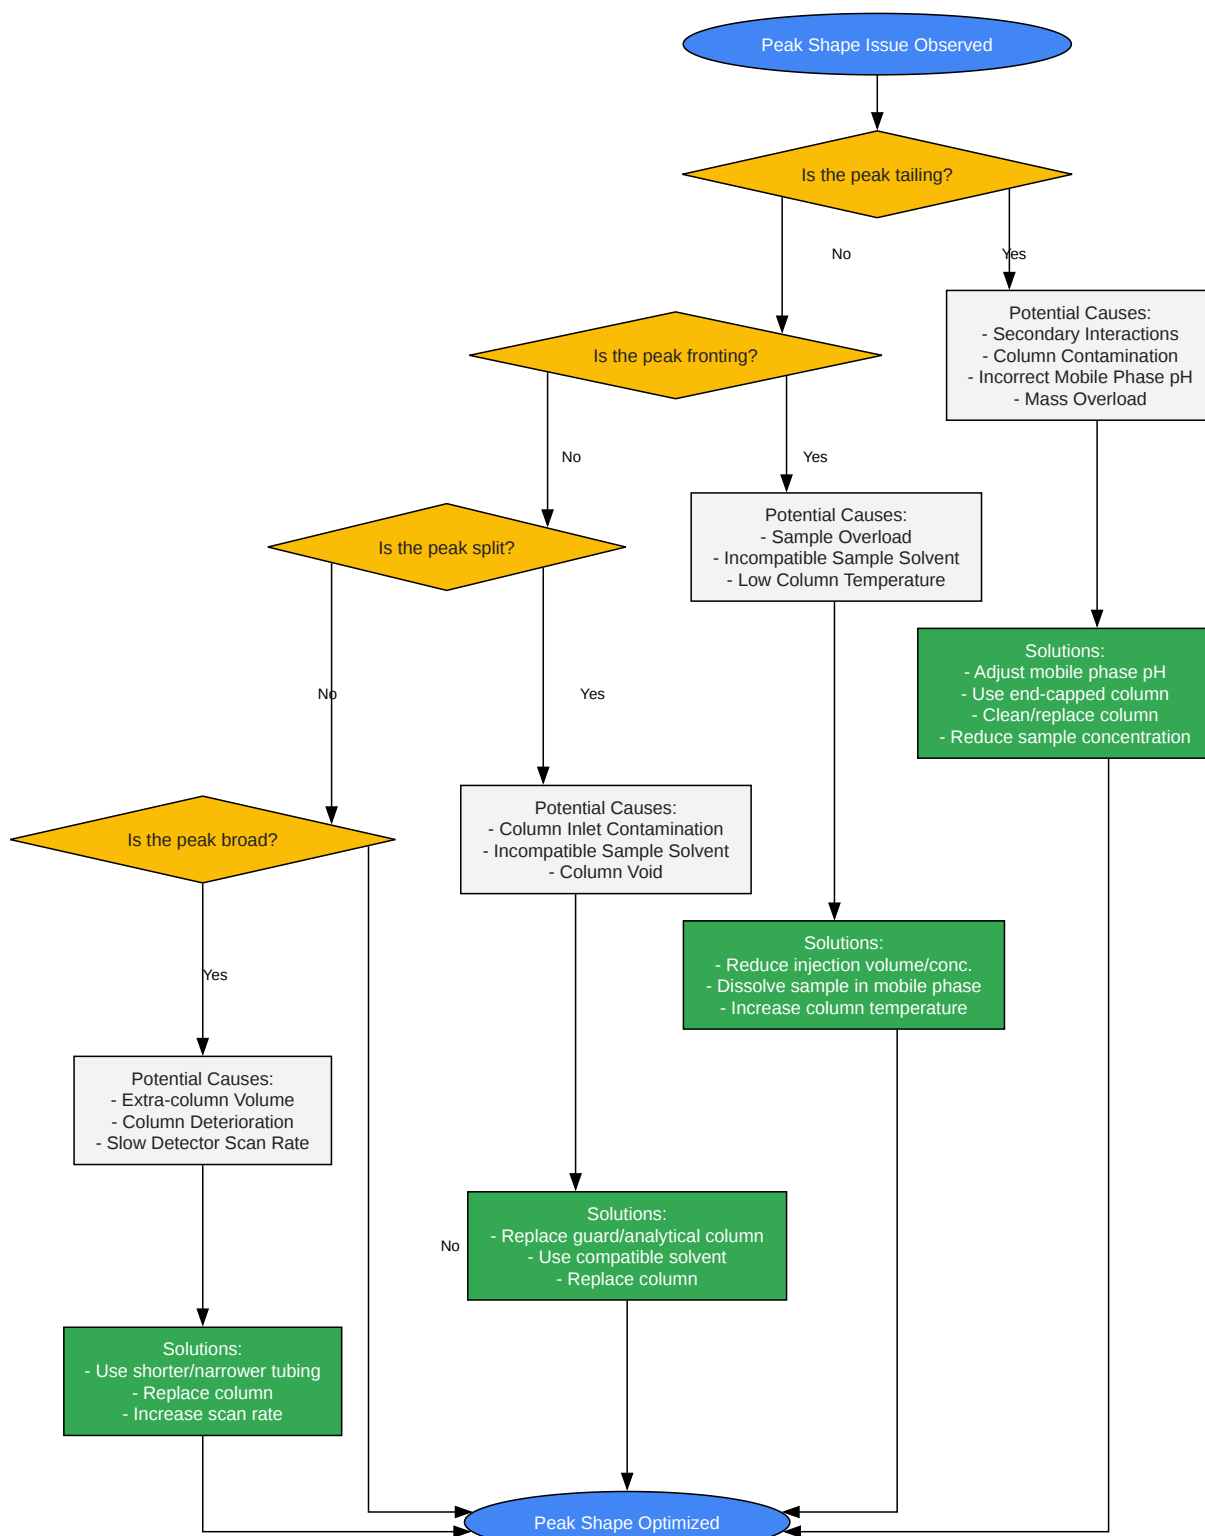 Peak Shape Issue Observed
Is the peak tailing?
No
Yes
Potential Causes:
- Secondary Interactions
- Column Contamination
- Incorrect Mobile Phase pH
- Mass Overload
Is the peak fronting?
No
Yes
Potential Causes:
- Sample Overload
- Incompatible Sample Solvent
- Low Column Temperature
Is the peak split?
Solutions:
- Adjust mobile phase pH
- Use end-capped column
- Clean/replace column
- Reduce sample concentration
No
Yes
Potential Causes:
- Column Inlet Contamination
- Incompatible Sample Solvent
- Column Void
Is the peak broad?
Solutions:
- Reduce injection volume/conc.
- Dissolve sample in mobile phase
- Increase column temperature
Yes
Potential Causes:
- Extra-column Volume
- Column Deterioration
- Slow Detector Scan Rate
No
Solutions:
- Replace guard/analytical column
- Use compatible solvent
- Replace column
Solutions:
- Use shorter/narrower tubing
- Replace column
- Increase scan rate
Peak Shape Optimized